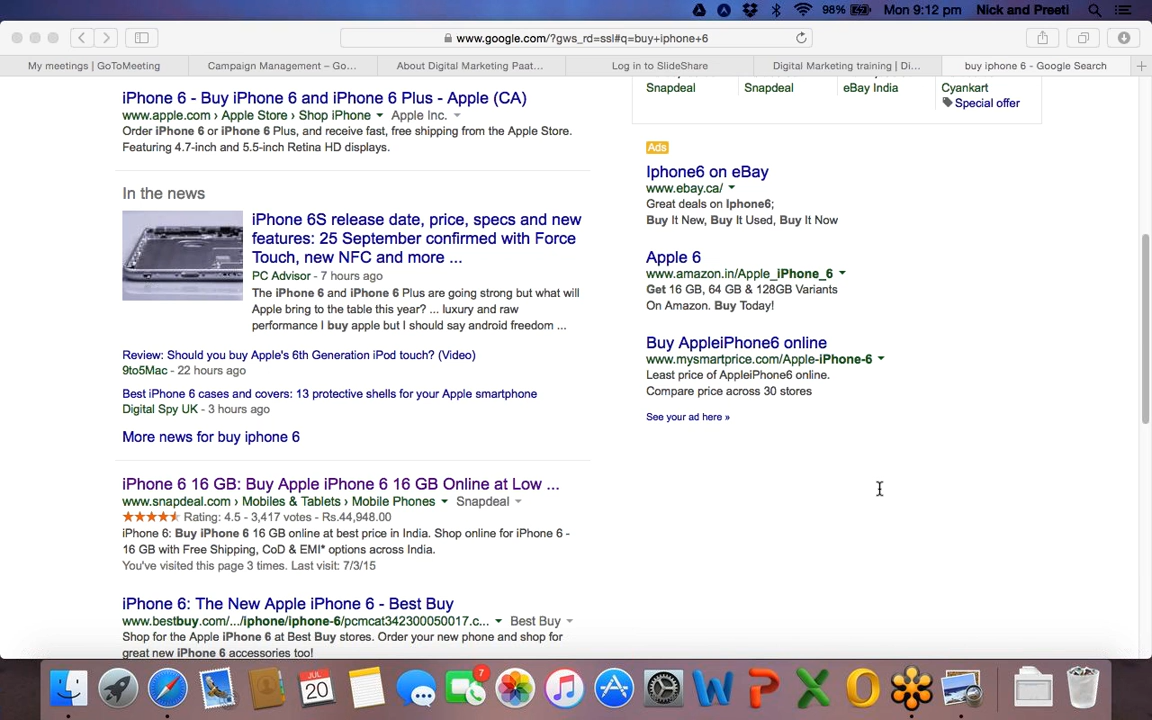 98% Mon 9:12 pm Nick and Preeti
www.google.com/?gws_rd=ssl#q=buy+iphone+6
My meetings | GoToMeeting
Campaign Management – Go...
About Digital Marketing Paat...
Log in to SlideShare
Digital Marketing training | Di...
buy iphone 6 - Google Search
iPhone 6 - Buy iPhone 6 and iPhone 6 Plus - Apple (CA)
www.apple.com › Apple Store › Shop iPhone ▼ Apple Inc. ▼
Order iPhone 6 or iPhone 6 Plus, and receive fast, free shipping from the Apple Store.
Featuring 4.7-inch and 5.5-inch Retina HD displays.
In the news
iPhone 6S release date, price, specs and new
features: 25 September confirmed with Force
Touch, new NFC and more ...
PC Advisor - 7 hours ago
The iPhone 6 and iPhone 6 Plus are going strong but what will
Apple bring to the table this year? ... luxury and raw
performance I buy apple but I should say android freedom ...
Review: Should you buy Apple's 6th Generation iPod touch? (Video)
9to5Mac - 22 hours ago
Best iPhone 6 cases and covers: 13 protective shells for your Apple smartphone
Digital Spy UK - 3 hours ago
More news for buy iphone 6
iPhone 6 16 GB: Buy Apple iPhone 6 16 GB Online at Low ...
www.snapdeal.com › Mobiles & Tablets › Mobile Phones ▼ Snapdeal ▼
★★★★★ Rating: 4.5 - 3,417 votes - Rs.44,948.00
iPhone 6: Buy iPhone 6 16 GB online at best price in India. Shop online for iPhone 6 -
16 GB with Free Shipping, CoD & EMI* options across India.
You've visited this page 3 times. Last visit: 7/3/15
iPhone 6: The New Apple iPhone 6 - Best Buy
www.bestbuy.com/.../iphone/iphone-6/pcmcat342300050017.c... ▼ Best Buy ▼
Shop for the Apple iPhone 6 at Best Buy stores. Order your new phone and shop for
great new iPhone 6 accessories too!
Snapdeal
Snapdeal
eBay India
Cyankart
Special offer
Ads
Iphone6 on eBay
www.ebay.ca/ ▼
Great deals on Iphone6;
Buy It New, Buy It Used, Buy It Now
Apple 6
www.amazon.in/Apple_iPhone_6 ▼
Get 16 GB, 64 GB & 128GB Variants
On Amazon. Buy Today!
Buy AppleiPhone6 online
www.mysmartprice.com/Apple-iPhone-6 ▼
Least price of AppleiPhone6 online.
Compare price across 30 stores
See your ad here »
JUL
20
7